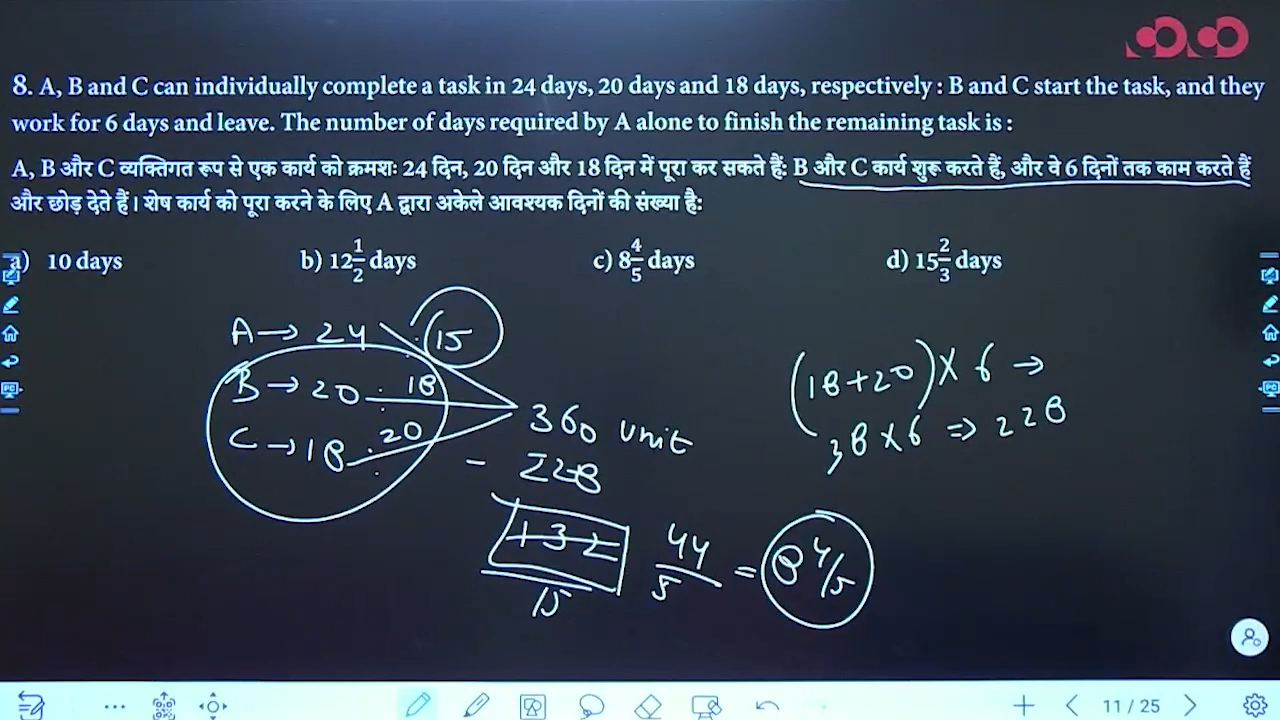 8. A, B and C can individually complete a task in 24 days, 20 days and 18 days, respectively : B and C start the task, and they
work for 6 days and leave. The number of days required by A alone to finish the remaining task is :
A, B और C व्यक्तिगत रूप से एक कार्य को क्रमशः 24 दिन, 20 दिन और 18 दिन में पूरा कर सकते हैं: B और C कार्य शुरू करते हैं, और वे 6 दिनों तक काम करते हैं
और छोड़ देते हैं। शेष कार्य को पूरा करने के लिए A द्वारा अकेले आवश्यक दिनों की संख्या है:
a) 10 days b) 12 1/2 days c) 8 4/5 days d) 15 2/3 days
A → 24 : 15
B → 20 : 18
C → 18 : 20
360 unit
- 228
132/15 44/5 = 8 4/5
(18+20) × 6 →
38 × 6 ⇒ 228
PC PC
11 / 25